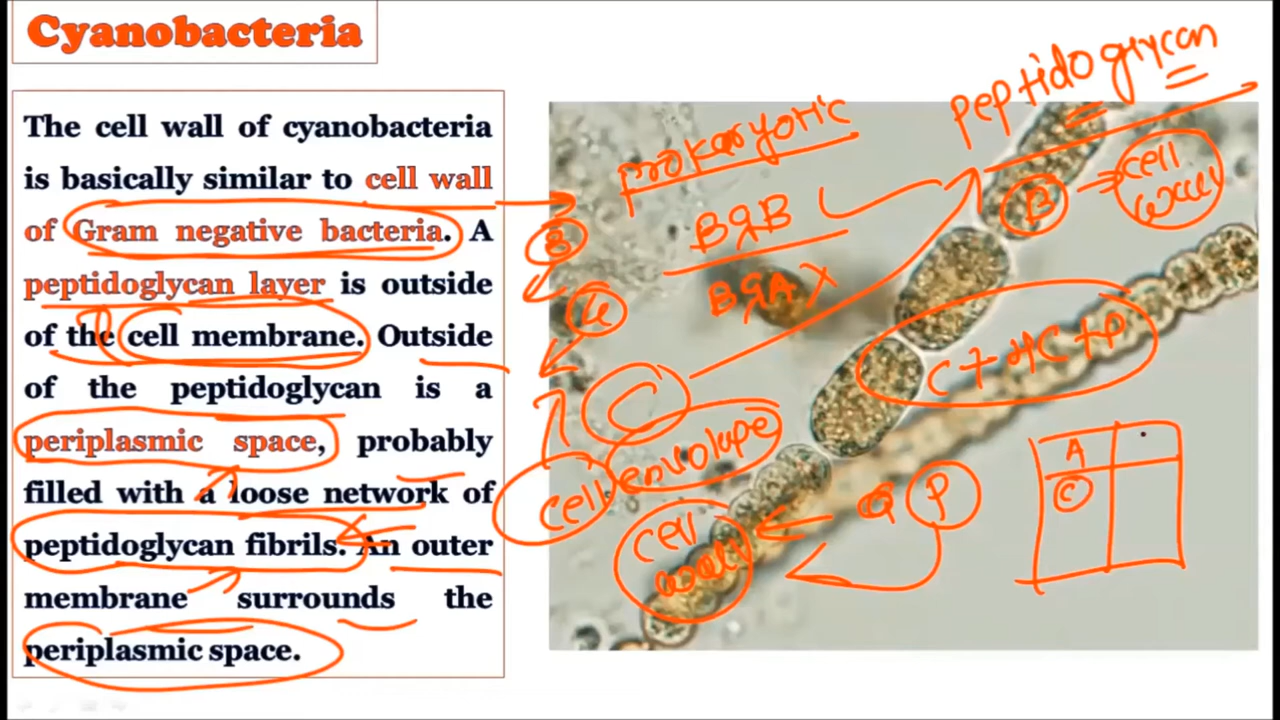 Cyanobacteria
The cell wall of cyanobacteria
is basically similar to cell wall
of Gram negative bacteria. A
peptidoglycan layer is outside
of the cell membrane. Outside
of the peptidoglycan is a
periplasmic space, probably
filled with a loose network of
peptidoglycan fibrils. An outer
membrane surrounds the
periplasmic space.
Peptidoglycan
prokaryotic
B
cell
wall
BGB
BGA X
C
C+HC+P
cell envolope
cell
wall
P
A
C